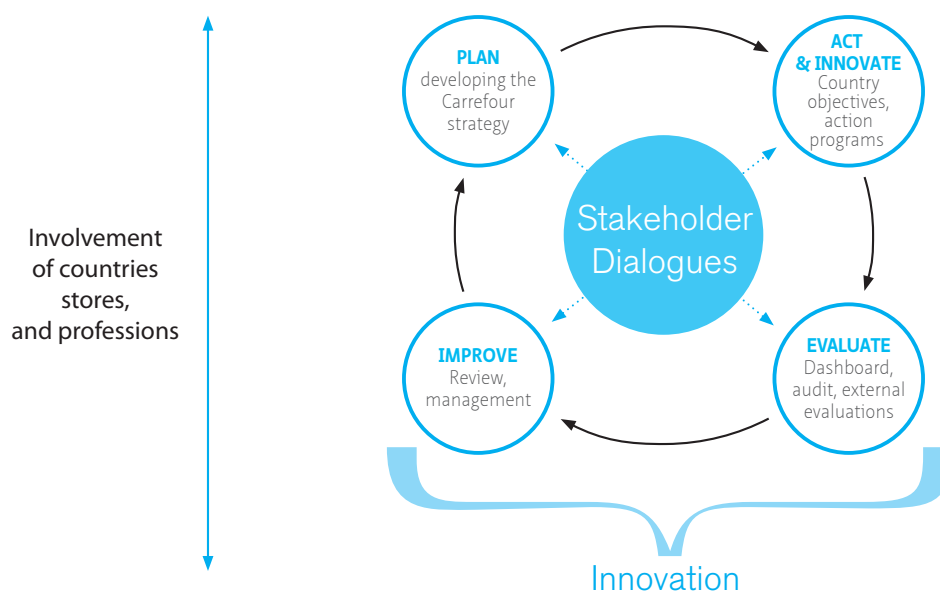 Involvement
of countries
stores,
and professions
PLAN
developing the
Carrefour
strategy
ACT
& INNOVATE
Country
objectives,
action
programs
Stakeholder
Dialogues
IMPROVE
Review,
management
EVALUATE
Dashboard,
audit, external
evaluations
Innovation